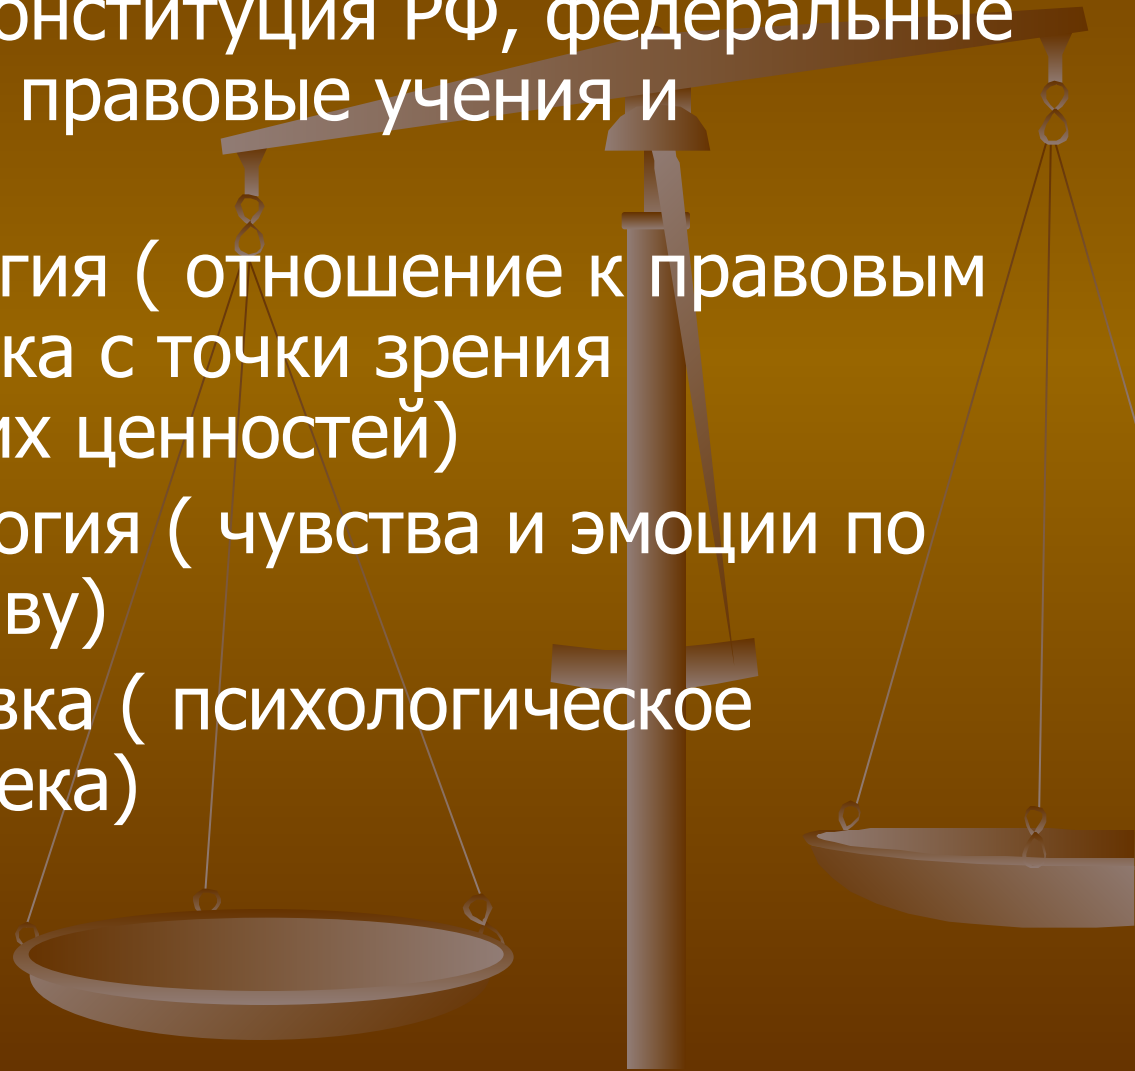 онституция РФ, федеральные
правовые учения и
гия ( отношение к правовым
ка с точки зрения
их ценностей)
огия ( чувства и эмоции по
ву)
вка ( психологическое
ека)